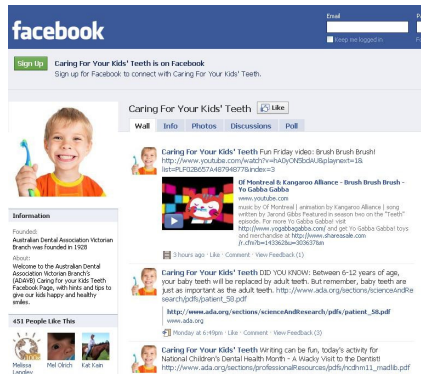 facebook
Email
Keep me logged in
Sign Up
Caring For Your Kids' Teeth is on Facebook
Sign up for Facebook to connect with Caring For Your Kids' Teeth.
Caring For Your Kids' Teeth
Like
Wall Info Photos Discussions Poll
Caring For Your Kids' Teeth Fun Friday video: Brush Brush Brush!
http://www.youtube.com/watch?v=hA0yON5bdAU&playnext=1&
list=PLF02B657A48794877&index=3
Of Montreal & Kangaroo Alliance - Brush Brush Brush -
Yo Gabba Gabba
www.youtube.com
music by Of Montreal | animation by Kangaroo Alliance | song
written by Jarond Gibbs Featured in season two on the "Teeth"
episode. For more Yo Gabba Gabba! visit
http://www.yogabbagabba.com/ and get Yo Gabba Gabba! toys
and merchandise at http://www.shareasale.com
/r.cfm?b=143362&u=303637&m
3 hours ago · Like · Comment · View Feedback (1)
Information
Founded:
Australian Dental Association Victorian
Branch was founded in 1928
About:
Welcome to the Australian Dental
Association Victorian Branch's
(ADAVB) Caring for your Kids Teeth
Facebook Page, with hints and tips to
give our kids happy and healthy
smiles.
451 People Like This
Melissa
Langley
Mel Olrich
Kat Kain
Caring For Your Kids' Teeth DID YOU KNOW: Between 6-12 years of age,
your baby teeth will be replaced by adult teeth. But remember, baby teeth are
just as important as the adult teeth. http://www.ada.org/sections/scienceAndRe
search/pdfs/patient_58.pdf
http://www.ada.org/sections/scienceAndResearch/pdfs/patient_58.pdf
www.ada.org
Monday at 6:49pm · Like · Comment · View Feedback (3)
Caring For Your Kids' Teeth Writing can be fun, today's activity for
National Children's Dental Health Month - A Wacky Visit to the Dentist!
http://www.ada.org/sections/professionalResources/pdfs/ncdhm11_madlib.pdf